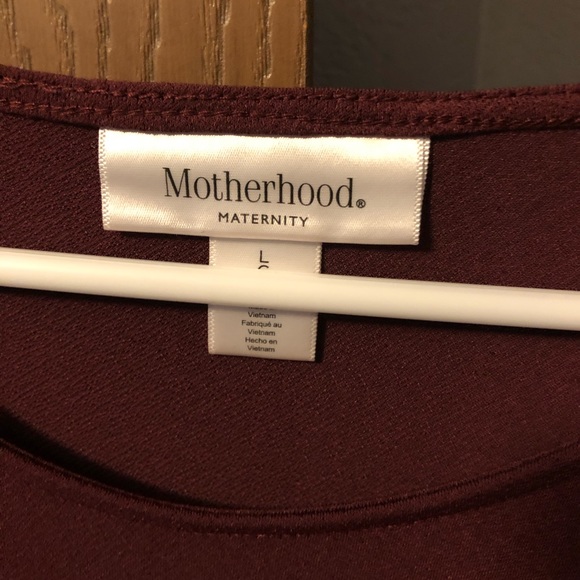 Motherhood®
MATERNITY
L
Vietnam
Fabriqué au
Vietnam
Hecho en
Vietnam